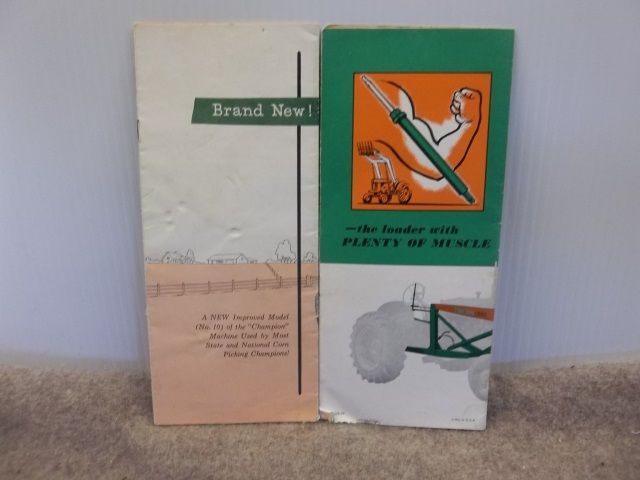 Brand New!
A NEW Improved Model
(No. 10) of the "Champion"
Machine Used by Most
State and National Corn
Picking Champions!
—the loader with
PLENTY OF MUSCLE